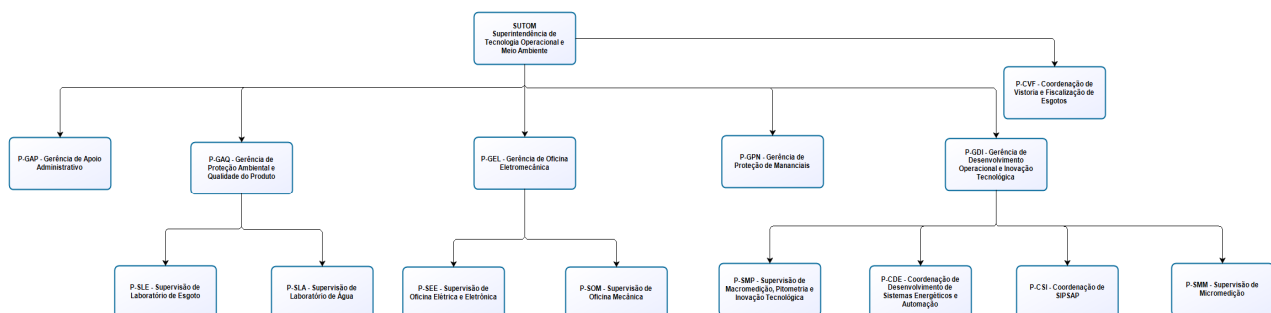 SUTOM
Superintendência de
Tecnologia Operacional e
Meio Ambiente
P-CVF - Coordenação de
Vistoria e Fiscalização de
Esgotos
P-GAP - Gerência de Apoio
Administrativo
P-GAQ - Gerência de
Proteção Ambiental e
Qualidade do Produto
P-GEL - Gerência de Oficina
Eletromecânica
P-GPN - Gerência de
Proteção de Mananciais
P-GDI - Gerência de
Desenvolvimento
Operacional e Inovação
Tecnológica
P-SLE - Supervisão de
Laboratório de Esgoto
P-SLA - Supervisão de
Laboratório de Água
P-SEE - Supervisão de
Oficina Elétrica e Eletrônica
P-SOM - Supervisão de
Oficina Mecânica
P-SMP - Supervisão de
Macromedição, Pitometria e
Inovação Tecnológica
P-CDE - Coordenação de
Desenvolvimento de
Sistemas Energéticos e
Automação
P-CSI - Coordenação de
SIPSAP
P-SMM - Supervisão de
Micromedição